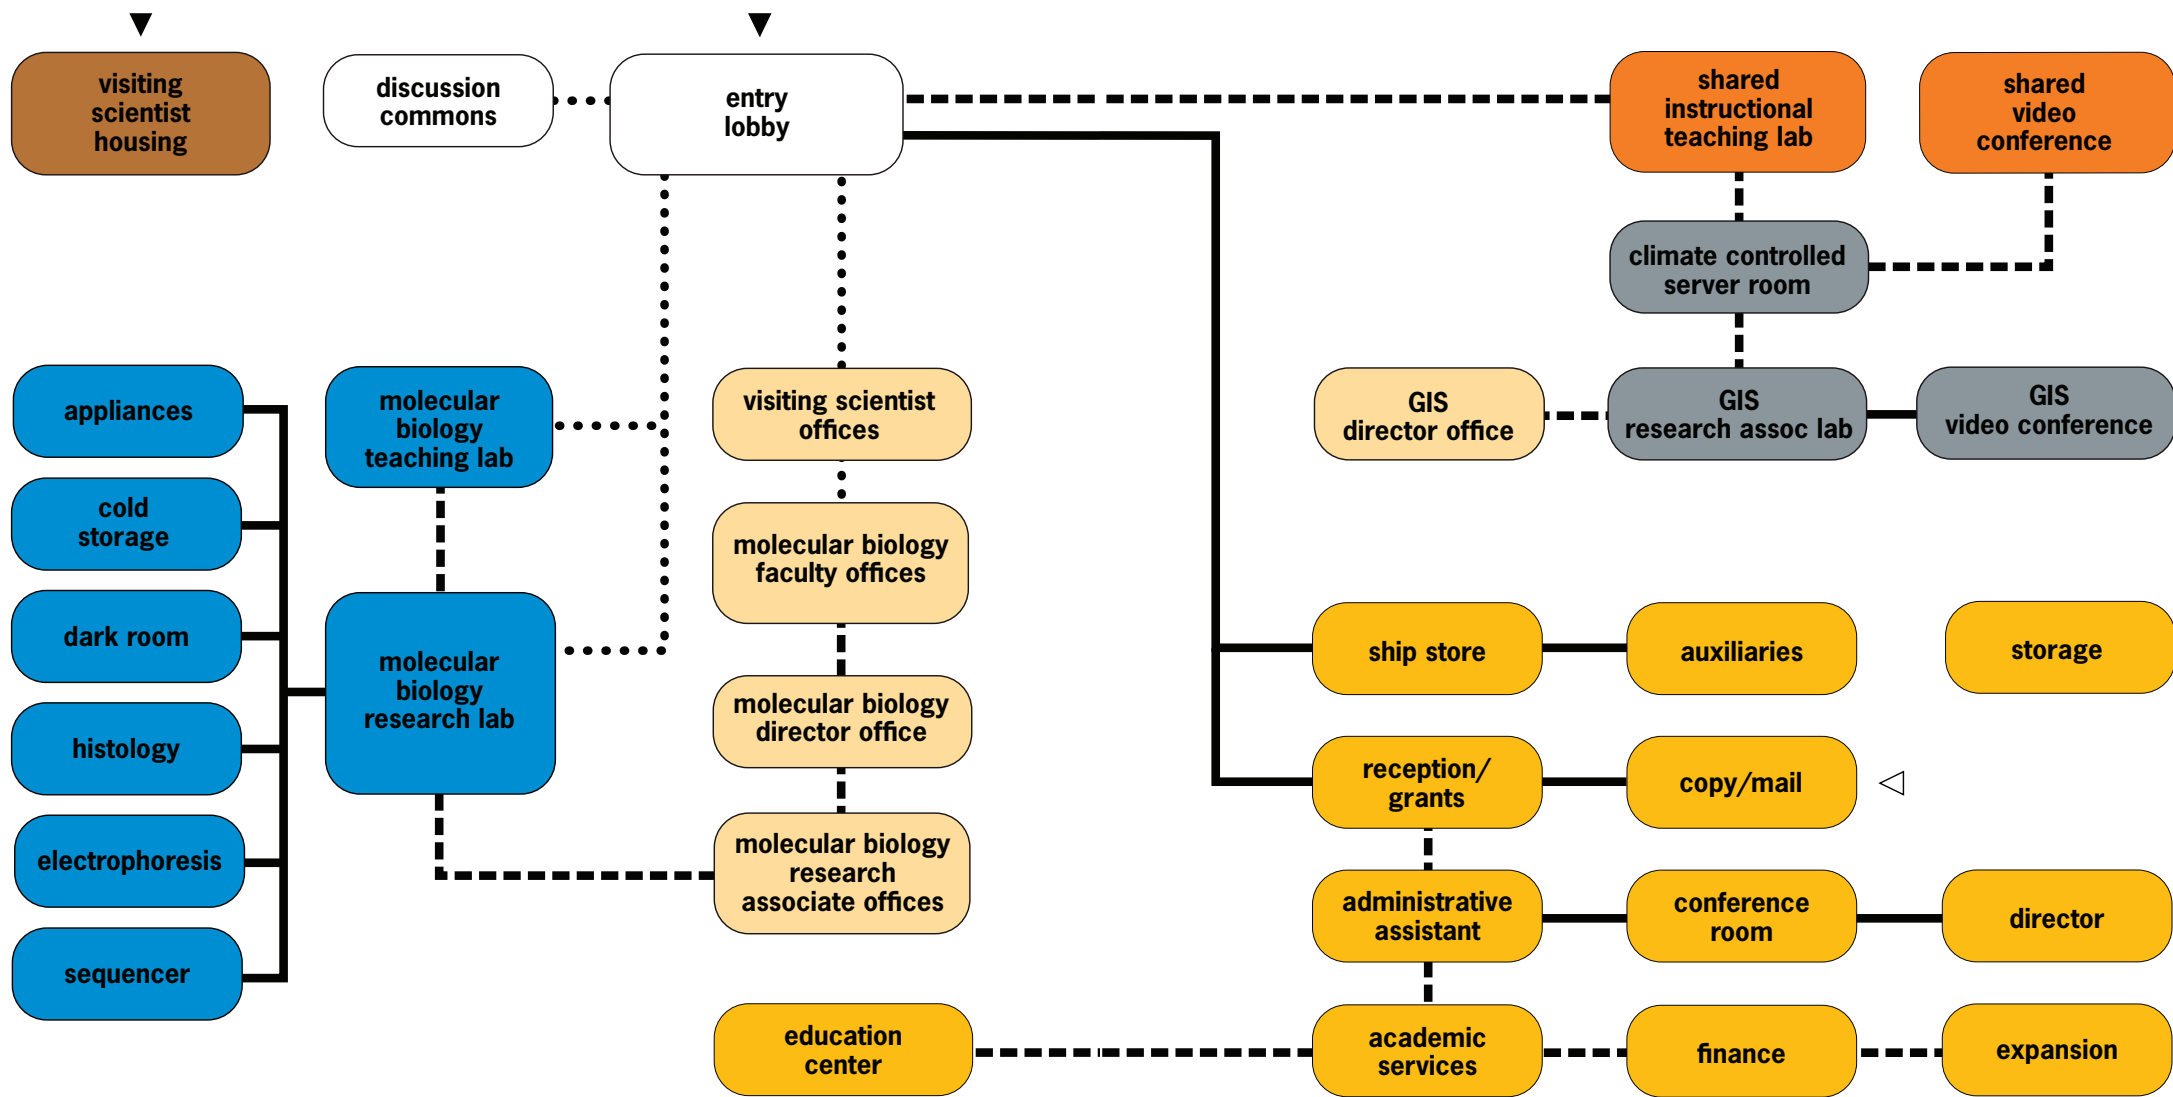 visiting
scientist
housing
discussion
commons
entry
lobby
shared
instructional
teaching lab
shared
video
conference
climate controlled
server room
appliances
molecular
biology
teaching lab
visiting scientist
offices
GIS
director office
GIS
research assoc lab
GIS
video conference
cold
storage
molecular biology
faculty offices
dark room
molecular
biology
research lab
ship store
auxiliaries
storage
histology
molecular biology
director office
reception/
grants
copy/mail
electrophoresis
molecular biology
research
associate offices
administrative
assistant
conference
room
director
sequencer
education
center
academic
services
finance
expansion